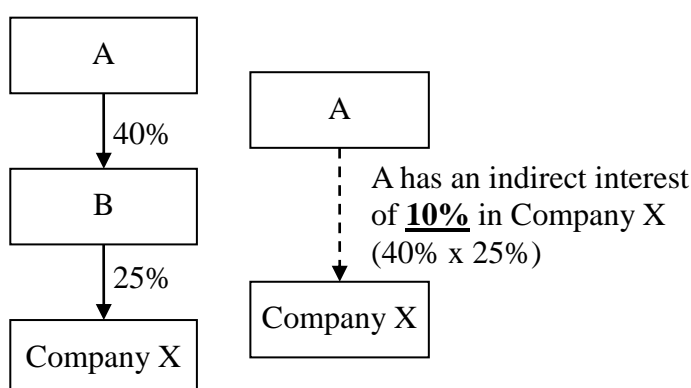 A
40%
B
25%
Company X
A
A has an indirect interest
of 10% in Company X
(40% x 25%)
Company X